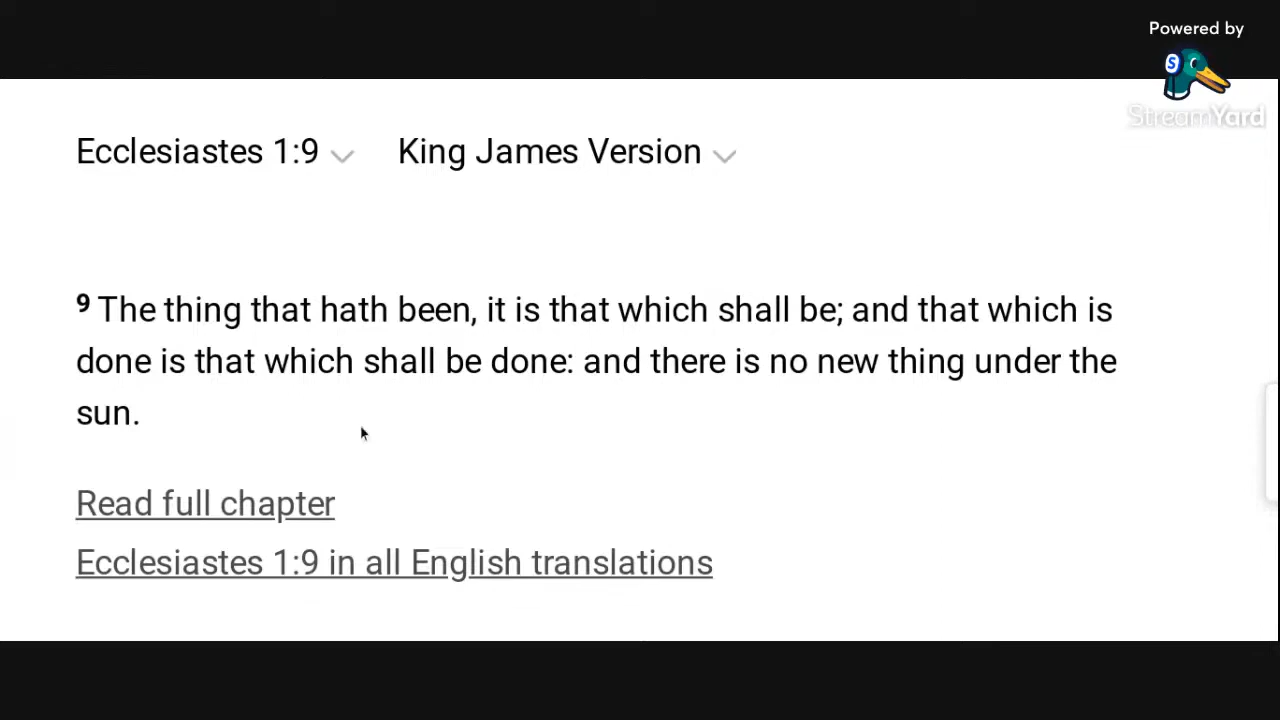 Powered by
S
StreamYard
Ecclesiastes 1:9 King James Version
9 The thing that hath been, it is that which shall be; and that which is
done is that which shall be done: and there is no new thing under the
sun.
Read full chapter
Ecclesiastes 1:9 in all English translations